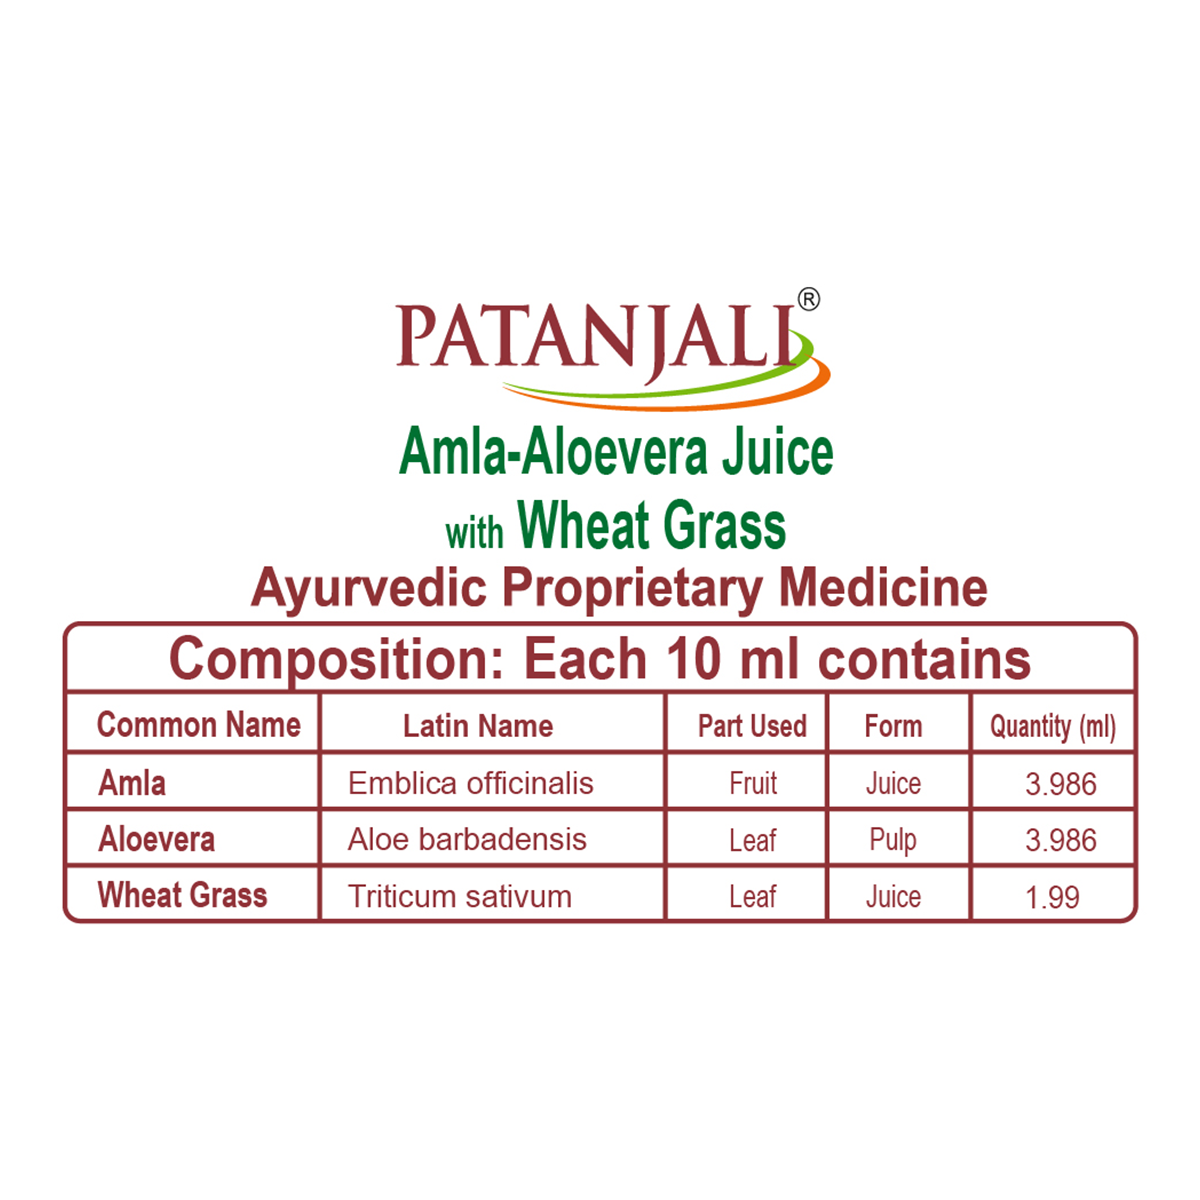 PATANJALI®
Amla-Aloevera Juice
with Wheat Grass
Ayurvedic Proprietary Medicine
Composition: Each 10 ml contains
Common Name Latin Name Part Used Form Quantity (ml)
Amla Emblica officinalis Fruit Juice 3.986
Aloevera Aloe barbadensis Leaf Pulp 3.986
Wheat Grass Triticum sativum Leaf Juice 1.99